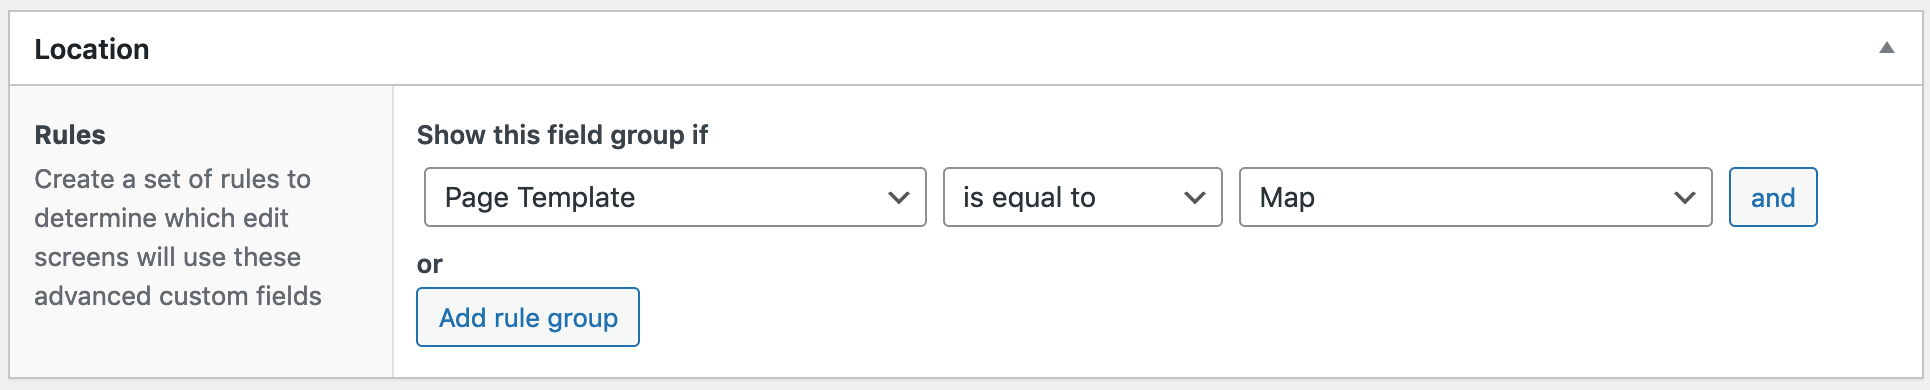 Location
Rules
Create a set of rules to
determine which edit
screens will use these
advanced custom fields
Show this field group if
Page Template is equal to Map and
or
Add rule group